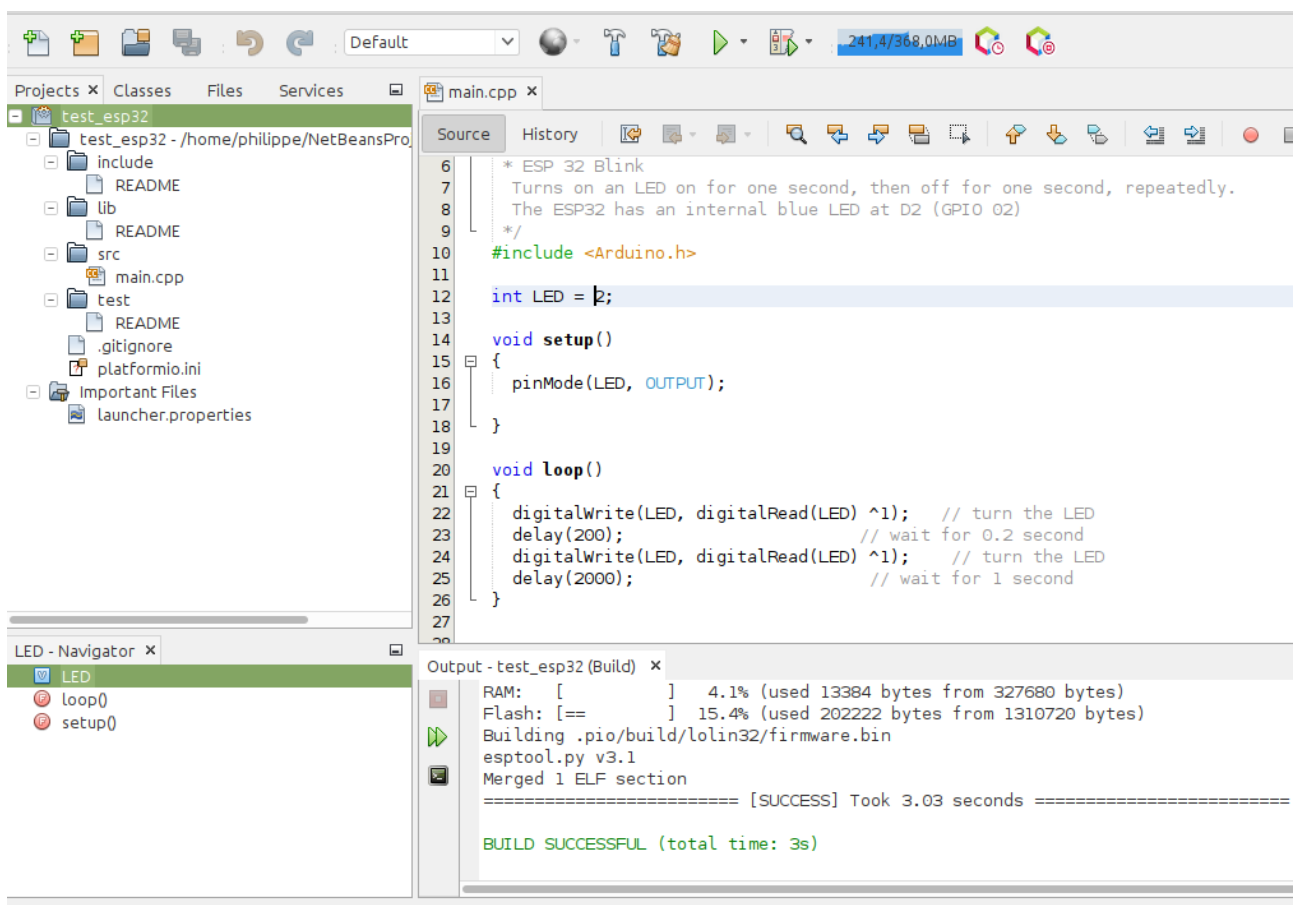 Default
241,4/368,0MB
Projects Classes Files Services
test_esp32
test_esp32 - /home/philippe/NetBeansPro
include
README
lib
README
src
main.cpp
test
README
.gitignore
platformio.ini
Important Files
launcher.properties
LED - Navigator
LED
loop()
setup()
main.cpp
Source History
6 * ESP 32 Blink
7 Turns on an LED on for one second, then off for one second, repeatedly.
8 The ESP32 has an internal blue LED at D2 (GPIO 02)
9 */
10 #include <Arduino.h>
11
12 int LED = 2;
13
14 void setup()
15 {
16 pinMode(LED, OUTPUT);
17
18 }
19
20 void loop()
21 {
22 digitalWrite(LED, digitalRead(LED) ^1); // turn the LED
23 delay(200); // wait for 0.2 second
24 digitalWrite(LED, digitalRead(LED) ^1); // turn the LED
25 delay(2000); // wait for 1 second
26 }
27
28
Output - test_esp32 (Build)
RAM: [ ] 4.1% (used 13384 bytes from 327680 bytes)
Flash: [== ] 15.4% (used 202222 bytes from 1310720 bytes)
Building .pio/build/lolin32/firmware.bin
esptool.py v3.1
Merged 1 ELF section
========================= [SUCCESS] Took 3.03 seconds =========================
BUILD SUCCESSFUL (total time: 3s)